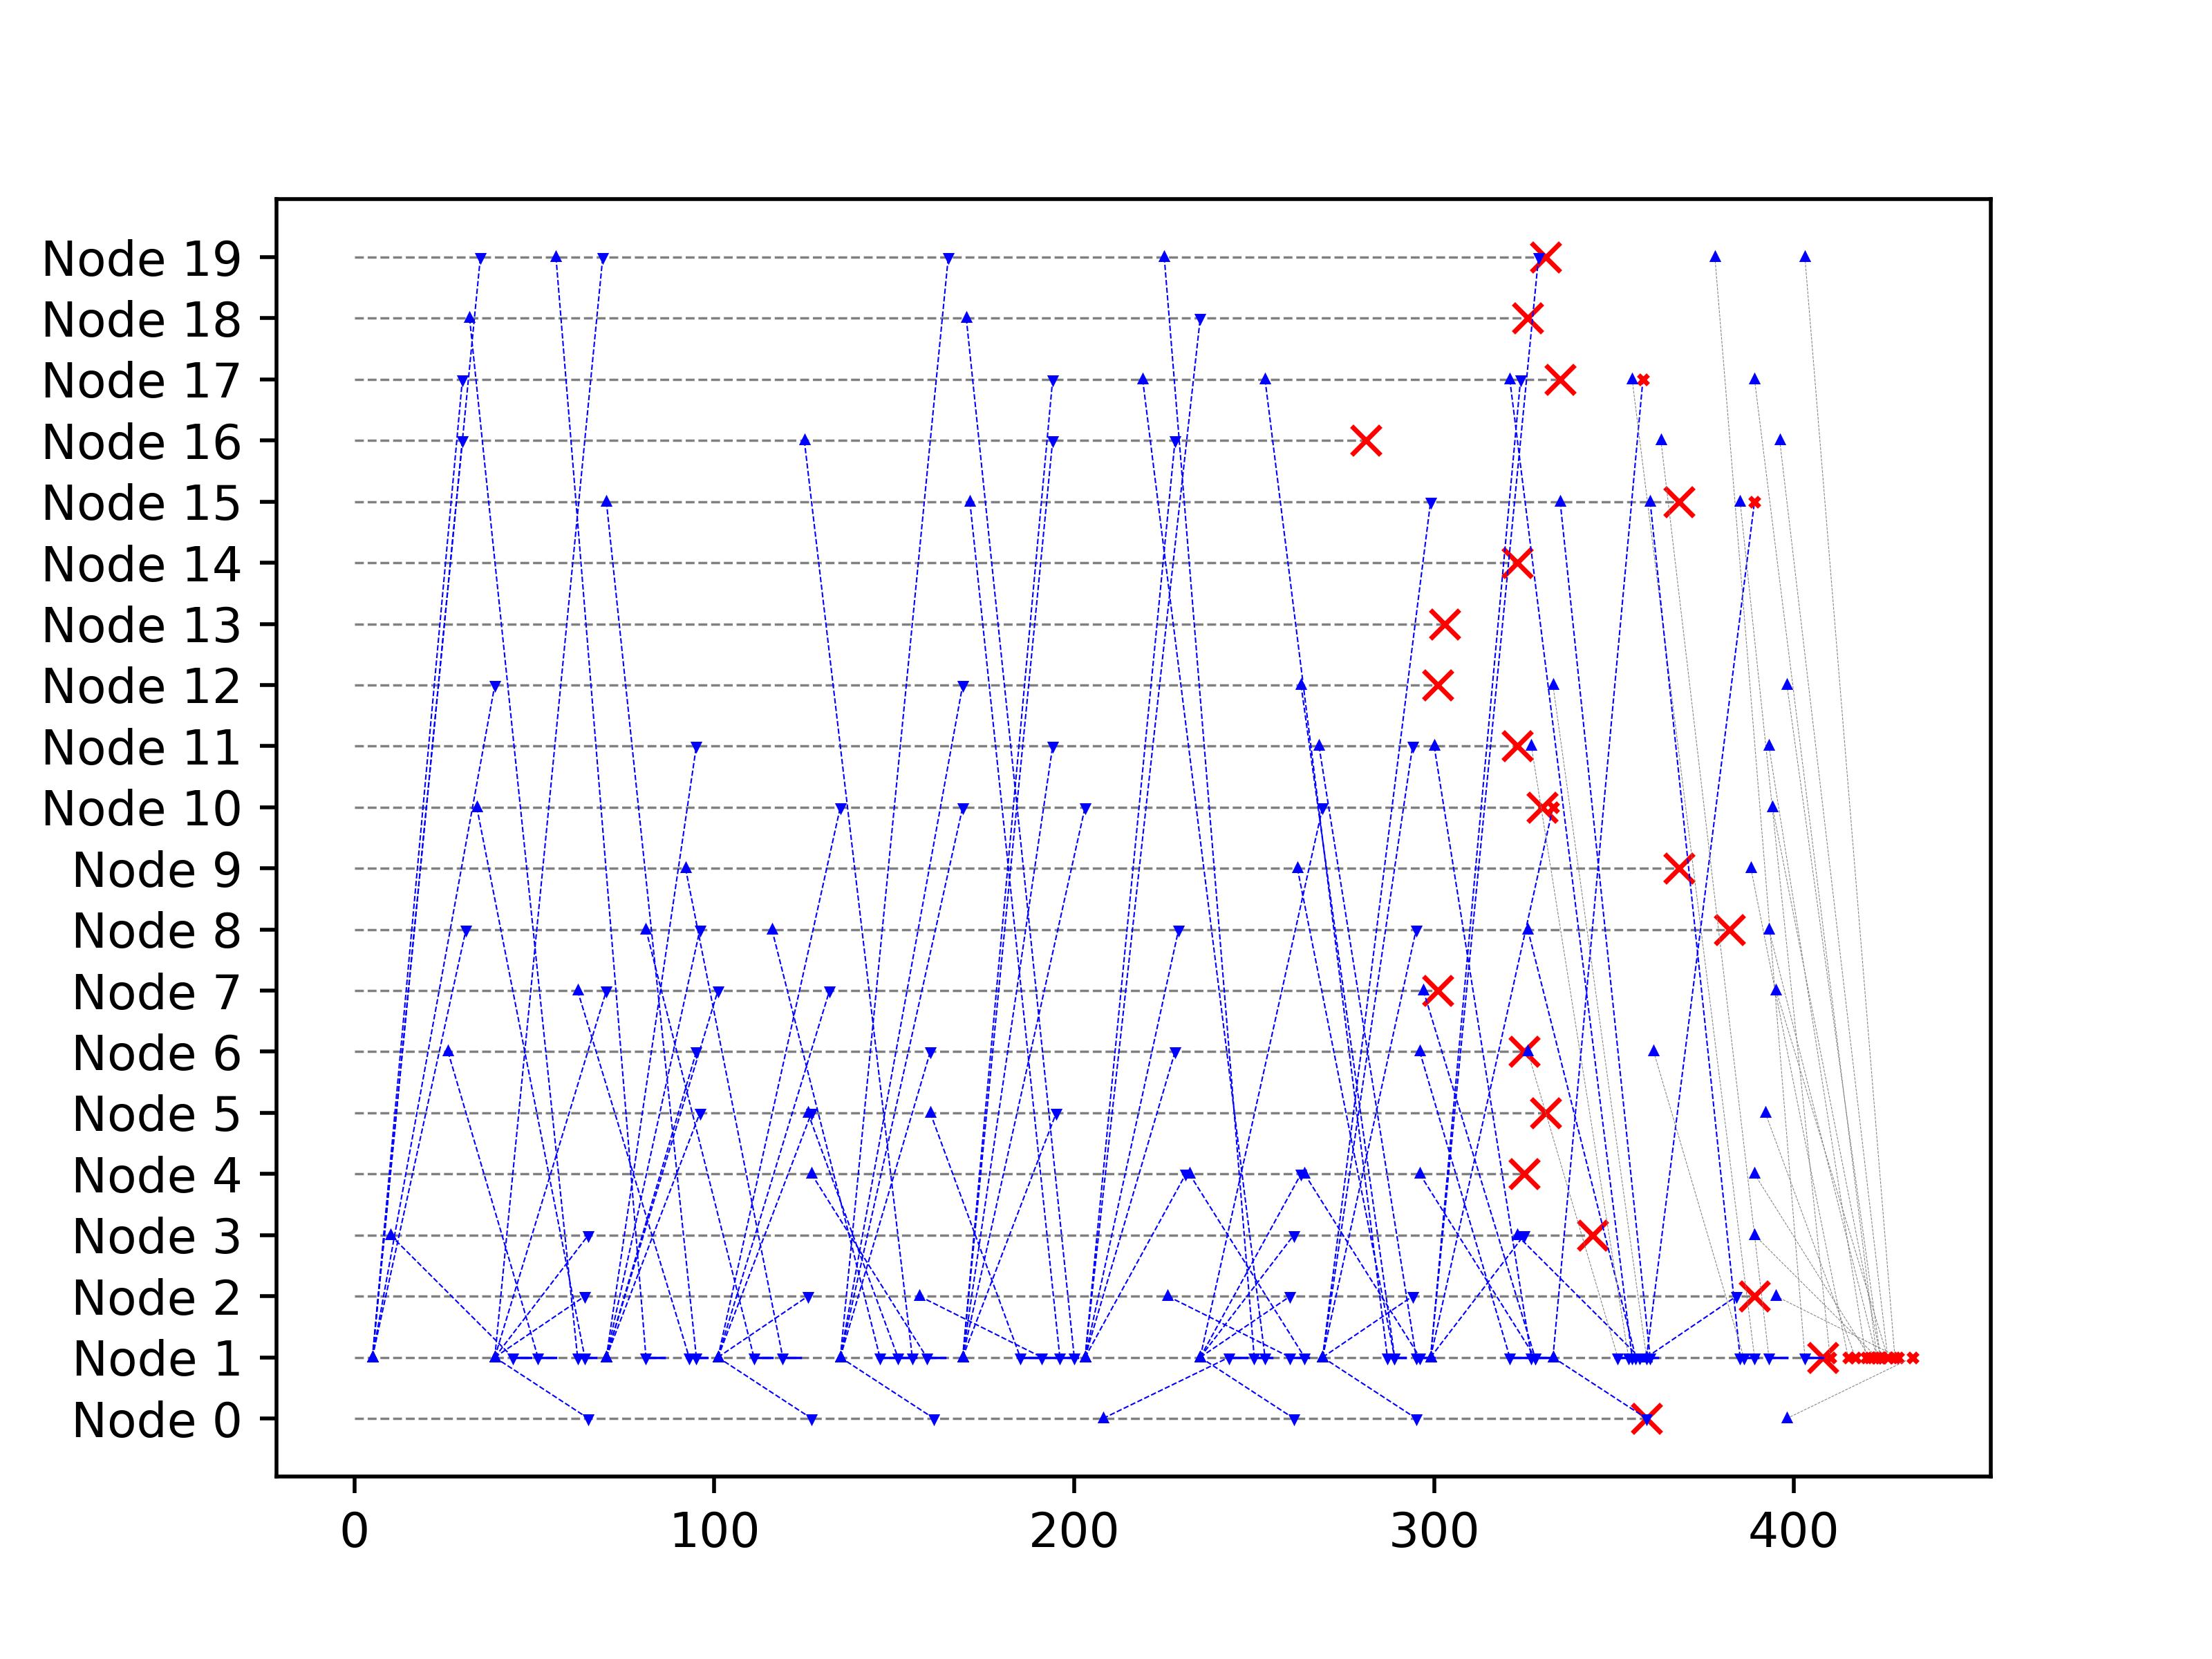 Node 19
Node 18
Node 17
Node 16
Node 15
Node 14
Node 13
Node 12
Node 11
Node 10
Node 9
Node 8
Node 7
Node 6
Node 5
Node 4
Node 3
Node 2
Node 1
Node 0
0 100 200 300 400